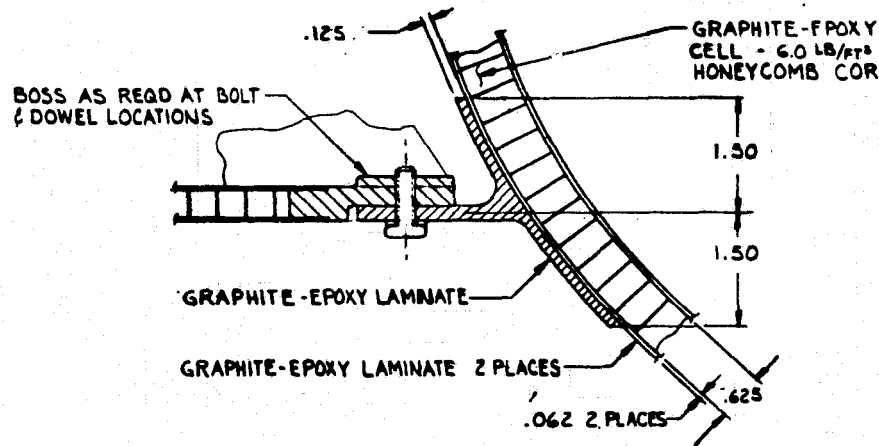 .125
GRAPHITE-EPOXY
CELL - 6.0 LB/FT³
HONEYCOMB COR
BOSS AS REQD AT BOLT
& DOWEL LOCATIONS
1.50
1.50
GRAPHITE-EPOXY LAMINATE
GRAPHITE-EPOXY LAMINATE 2 PLACES
.625
.062 2 PLACES